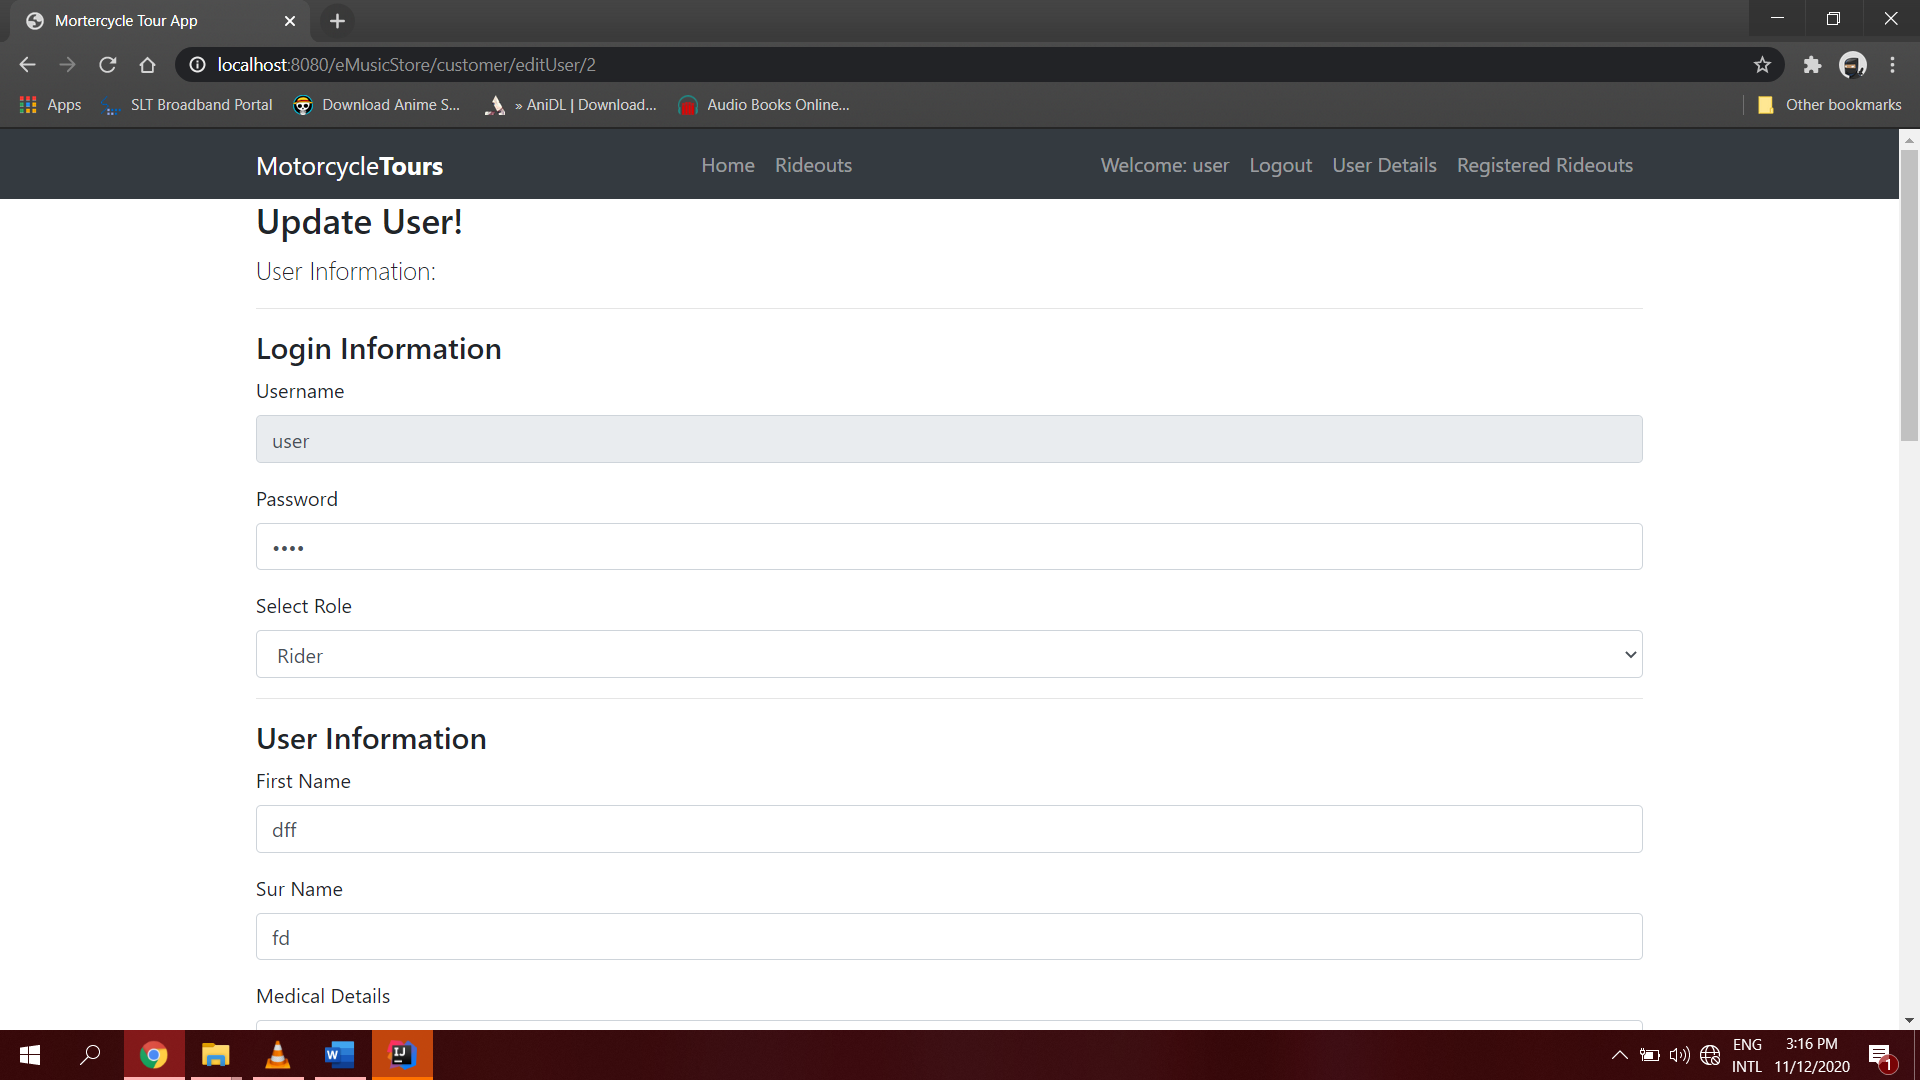 Mortercycle Tour App
localhost:8080/eMusicStore/customer/editUser/2
Apps SLT Broadband Portal Download Anime S... » AniDL | Download... Audio Books Online... Other bookmarks
MotorcycleTours Home Rideouts Welcome: user Logout User Details Registered Rideouts
Update User!
User Information:
Login Information
Username
user
Password
••••
Select Role
Rider
User Information
First Name
dff
Sur Name
fd
Medical Details
W IJ ENG 3:16 PM
INTL 11/12/2020 1